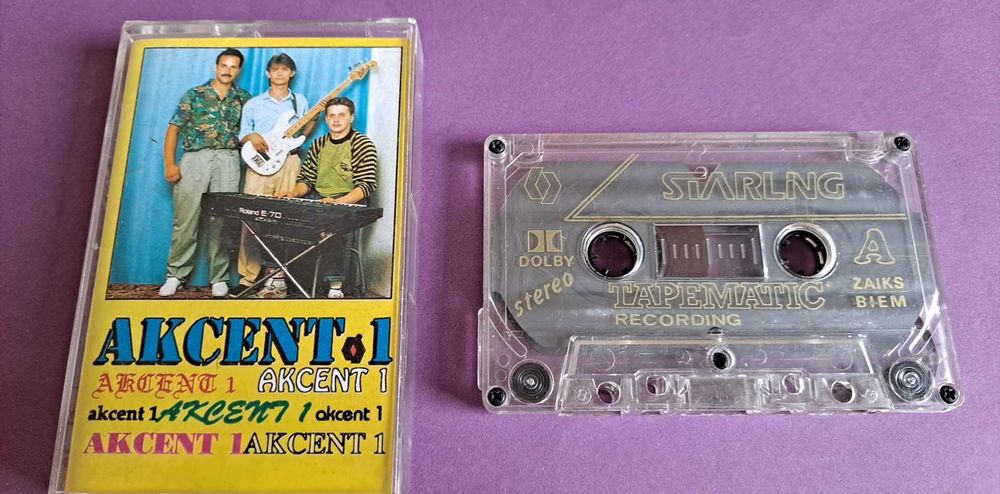 Roland E-70
AKCENT 1
AKCENT 1
AKCENT 1
akcent 1
AKCENT 1
akcent 1
AKCENT 1
AKCENT 1
STARLING
DOLBY
stereo
A
TAPEMATIC
RECORDING
ZAIKS
BIEM